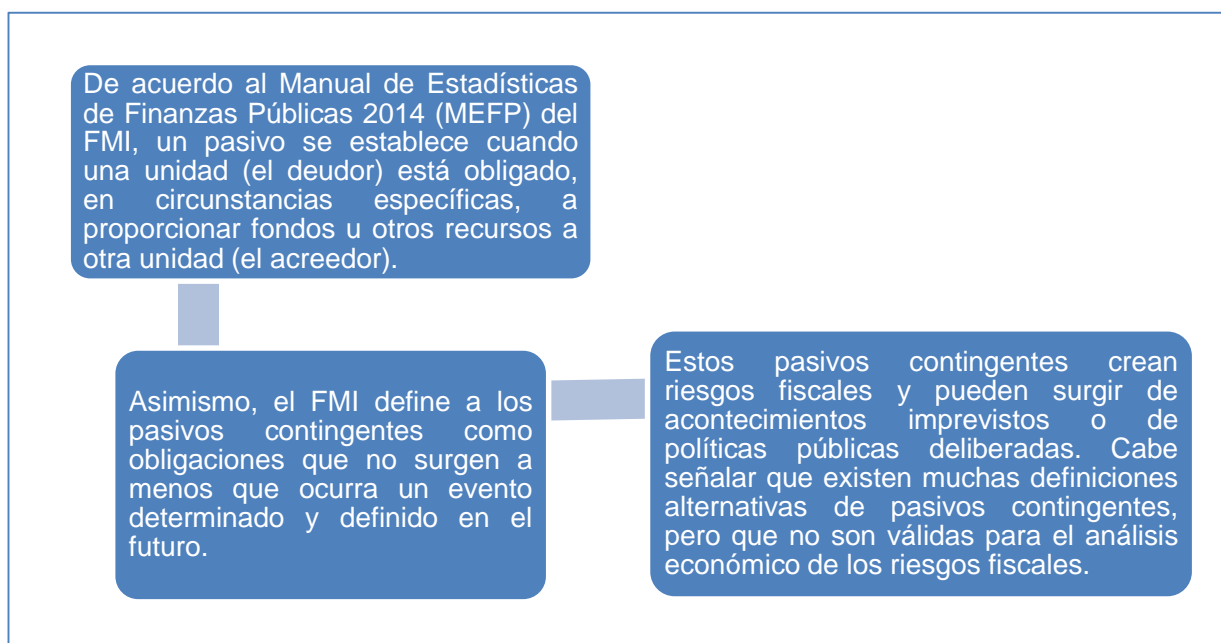 De acuerdo al Manual de Estadísticas
de Finanzas Públicas 2014 (MEFP) del
FMI, un pasivo se establece cuando
una unidad (el deudor) está obligado,
en circunstancias específicas, a
proporcionar fondos u otros recursos a
otra unidad (el acreedor).
Asimismo, el FMI define a los
pasivos contingentes como
obligaciones que no surgen a
menos que ocurra un evento
determinado y definido en el
futuro.
Estos pasivos contingentes crean
riesgos fiscales y pueden surgir de
acontecimientos imprevistos o de
políticas públicas deliberadas. Cabe
señalar que existen muchas definiciones
alternativas de pasivos contingentes,
pero que no son válidas para el análisis
económico de los riesgos fiscales.